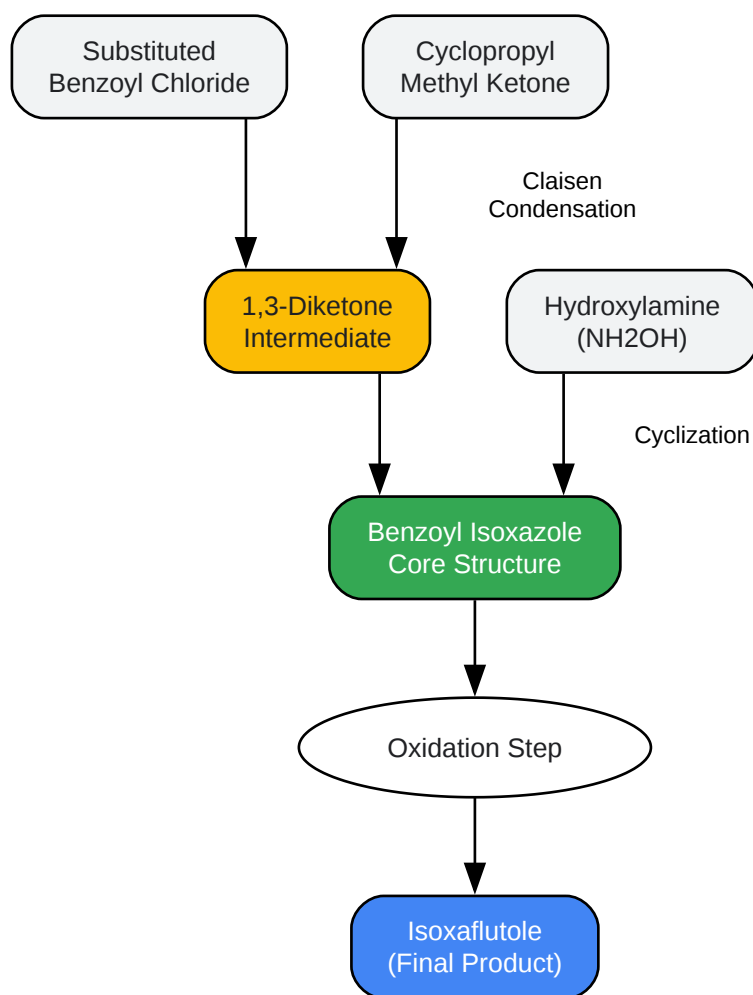 Substituted
Benzoyl Chloride
Cyclopropyl
Methyl Ketone
Claisen
Condensation
1,3-Diketone
Intermediate
Hydroxylamine
(NH2OH)
Cyclization
Benzoyl Isoxazole
Core Structure
Oxidation Step
Isoxaflutole
(Final Product)